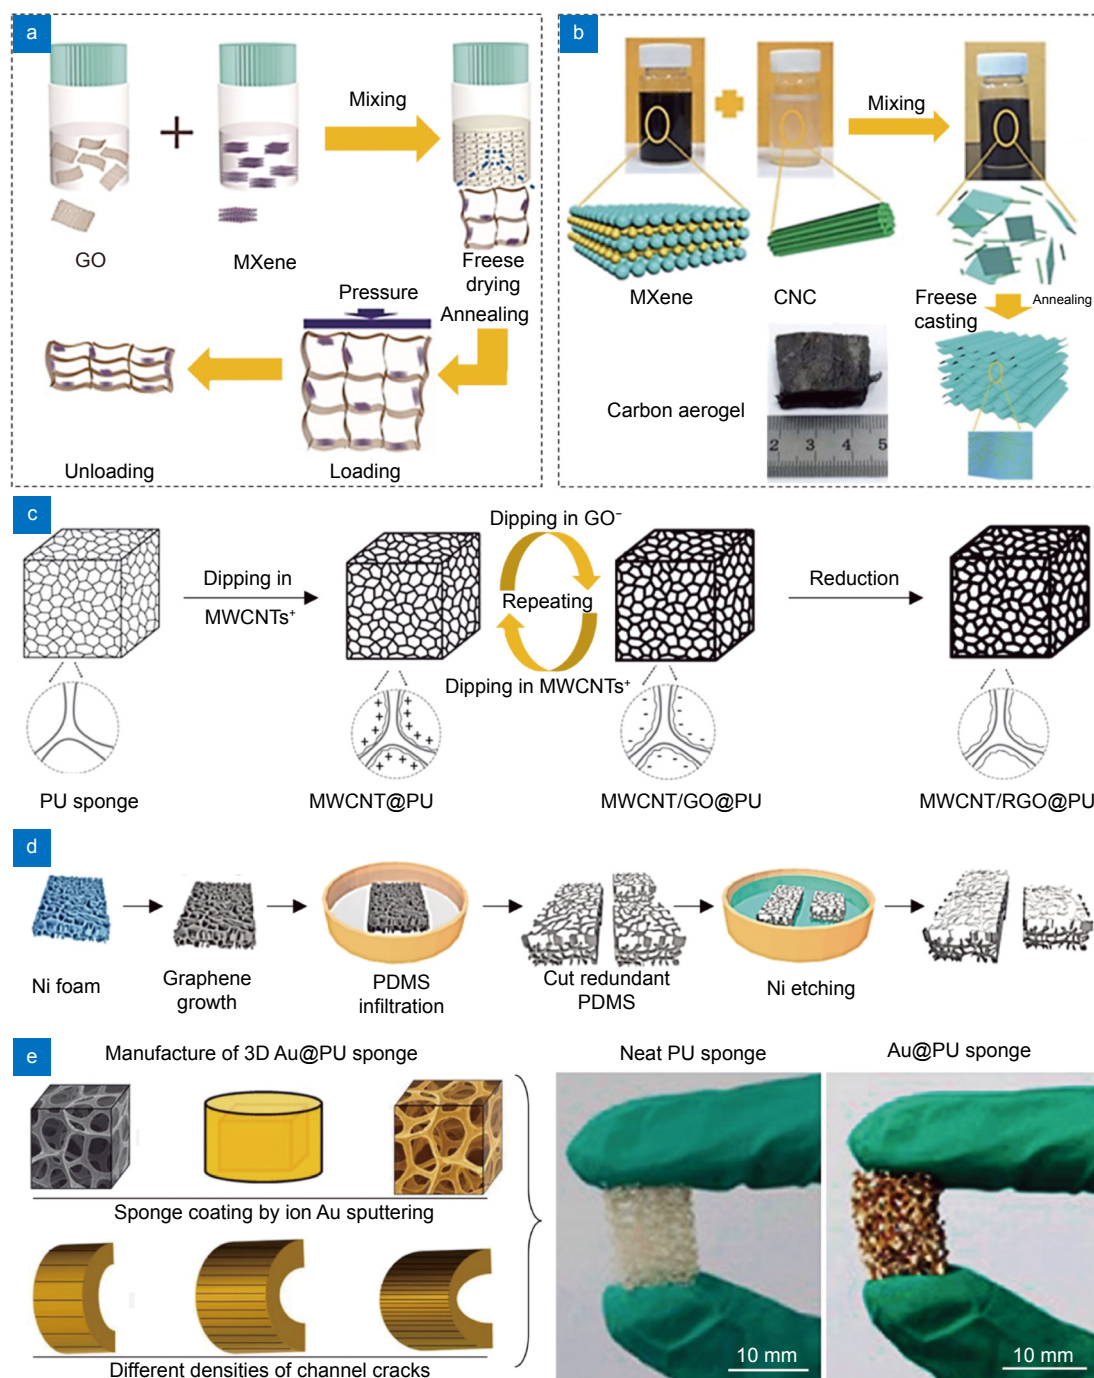 a
Mixing
GO
MXene
Freese
drying
Pressure
Annealing
Unloading
Loading
b
Mixing
MXene
CNC
Freese
casting
Annealing
Carbon aerogel
2 3 4 5
c
Dipping in GO⁻
Dipping in
MWCNTs⁺
Repeating
Reduction
Dipping in MWCNTs⁺
PU sponge
MWCNT@PU
MWCNT/GO@PU
MWCNT/RGO@PU
d
Ni foam
Graphene
growth
PDMS
infiltration
Cut redundant
PDMS
Ni etching
e
Manufacture of 3D Au@PU sponge
Neat PU sponge
Au@PU sponge
Sponge coating by ion Au sputtering
Different densities of channel cracks
10 mm
10 mm